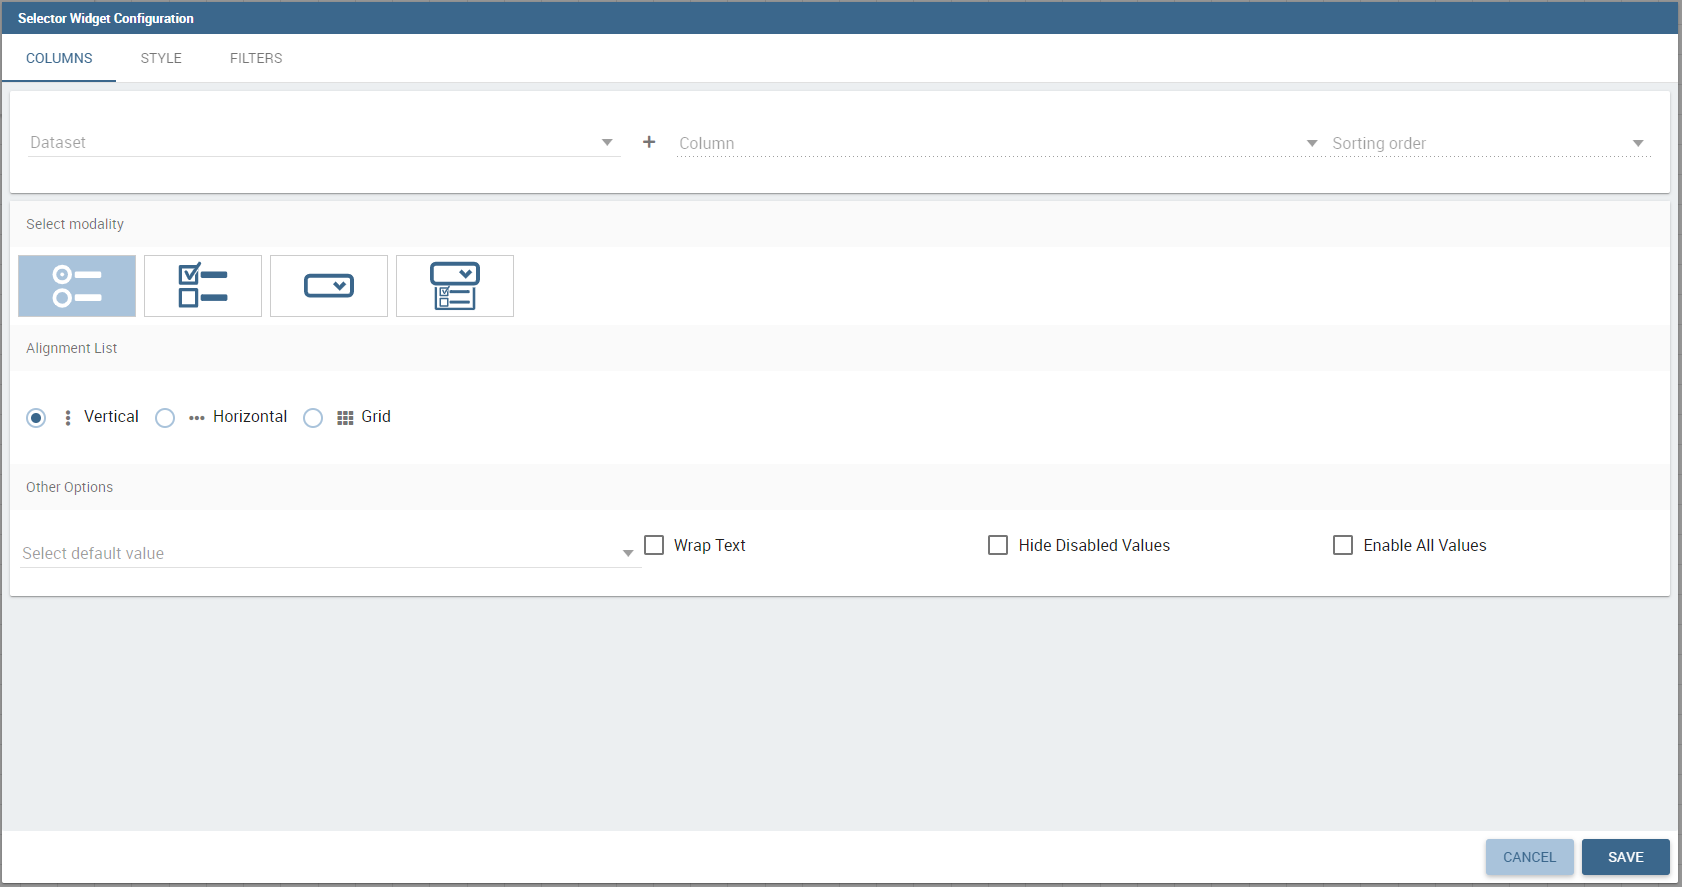 Selector Widget Configuration
COLUMNS STYLE FILTERS
Dataset + Column Sorting order
Select modality
Alignment List
Vertical Horizontal Grid
Other Options
Select default value Wrap Text Hide Disabled Values Enable All Values
CANCEL SAVE